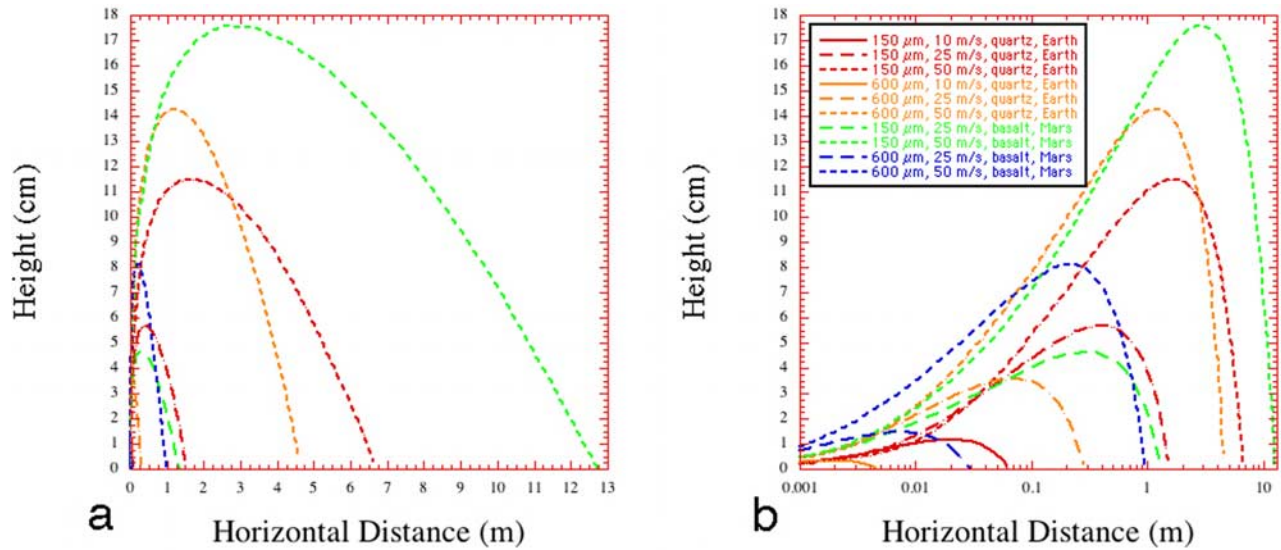 18
17
16
15
14
13
12
11
10
9
8
7
6
5
4
3
2
1
0
Height (cm)
0 1 2 3 4 5 6 7 8 9 10 11 12 13
Horizontal Distance (m)
a
18
17
16
15
14
13
12
11
10
9
8
7
6
5
4
3
2
1
0
Height (cm)
150 μm, 10 m/s, quartz, Earth
150 μm, 25 m/s, quartz, Earth
150 μm, 50 m/s, quartz, Earth
600 μm, 10 m/s, quartz, Earth
600 μm, 25 m/s, quartz, Earth
600 μm, 50 m/s, quartz, Earth
150 μm, 25 m/s, basalt, Mars
150 μm, 50 m/s, basalt, Mars
600 μm, 25 m/s, basalt, Mars
600 μm, 50 m/s, basalt, Mars
0.001 0.01 0.1 1 10
Horizontal Distance (m)
b